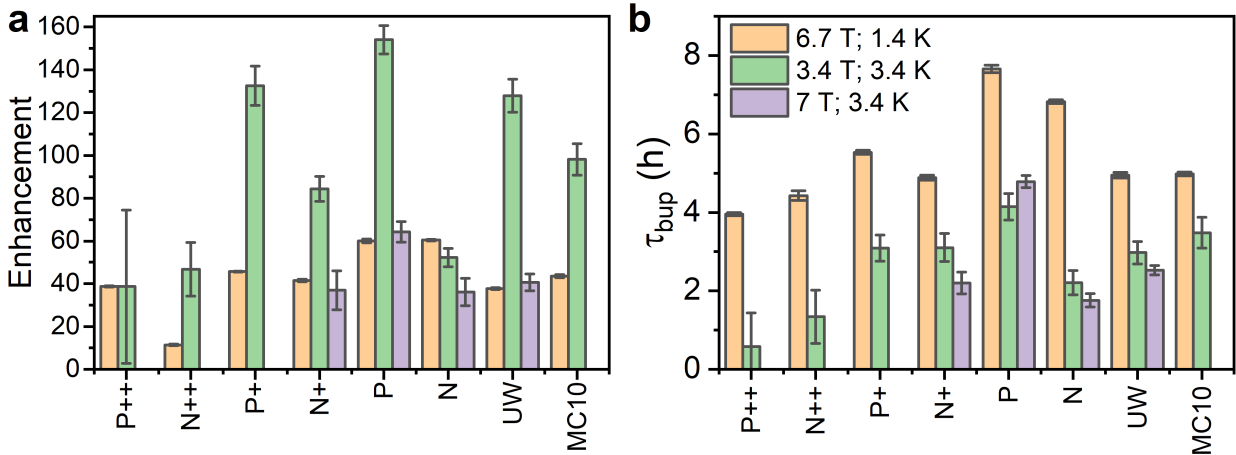 a
Enhancement
160
140
120
100
80
60
40
20
0
P++
N++
P+
N+
P
N
UW
MC10
b
τbup (h)
8
6
4
2
0
6.7 T; 1.4 K
3.4 T; 3.4 K
7 T; 3.4 K
P++
N++
P+
N+
P
N
UW
MC10